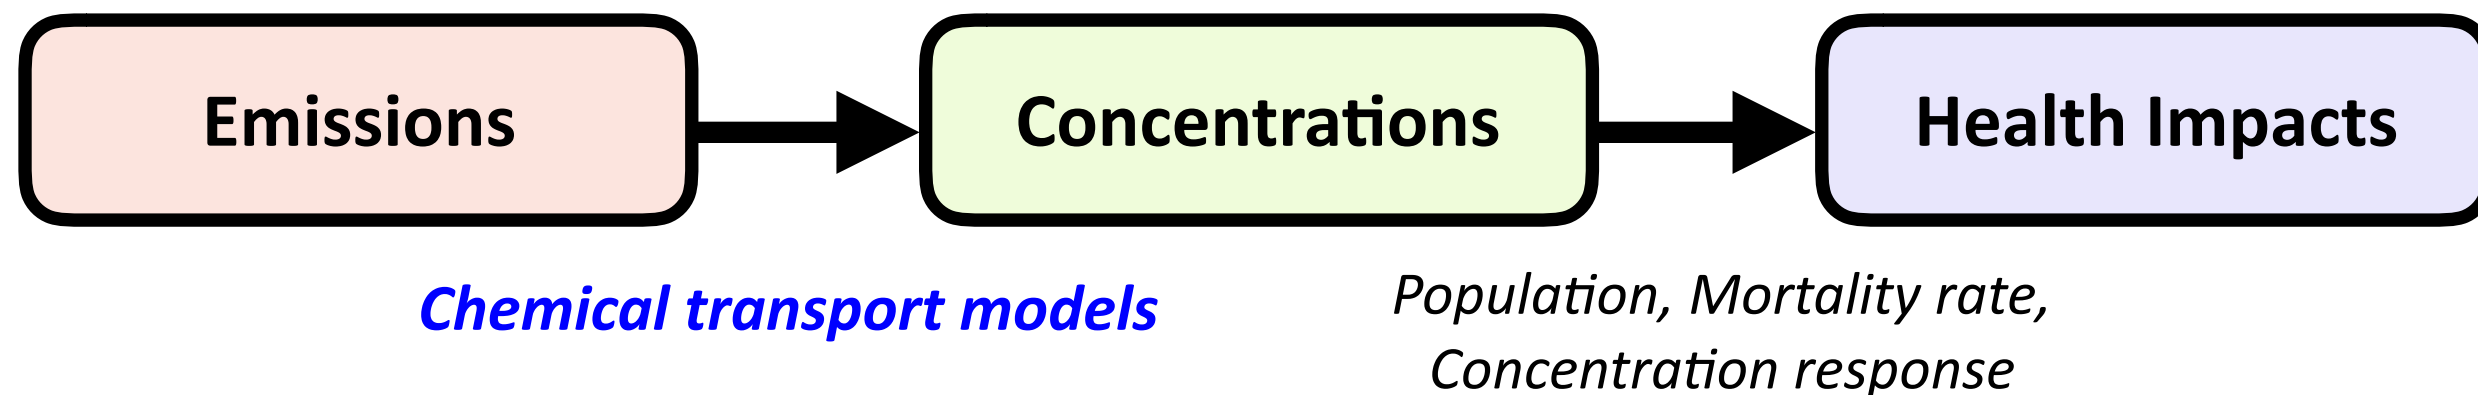 Emissions
Concentrations
Health Impacts
Chemical transport models
Population, Mortality rate,
Concentration response